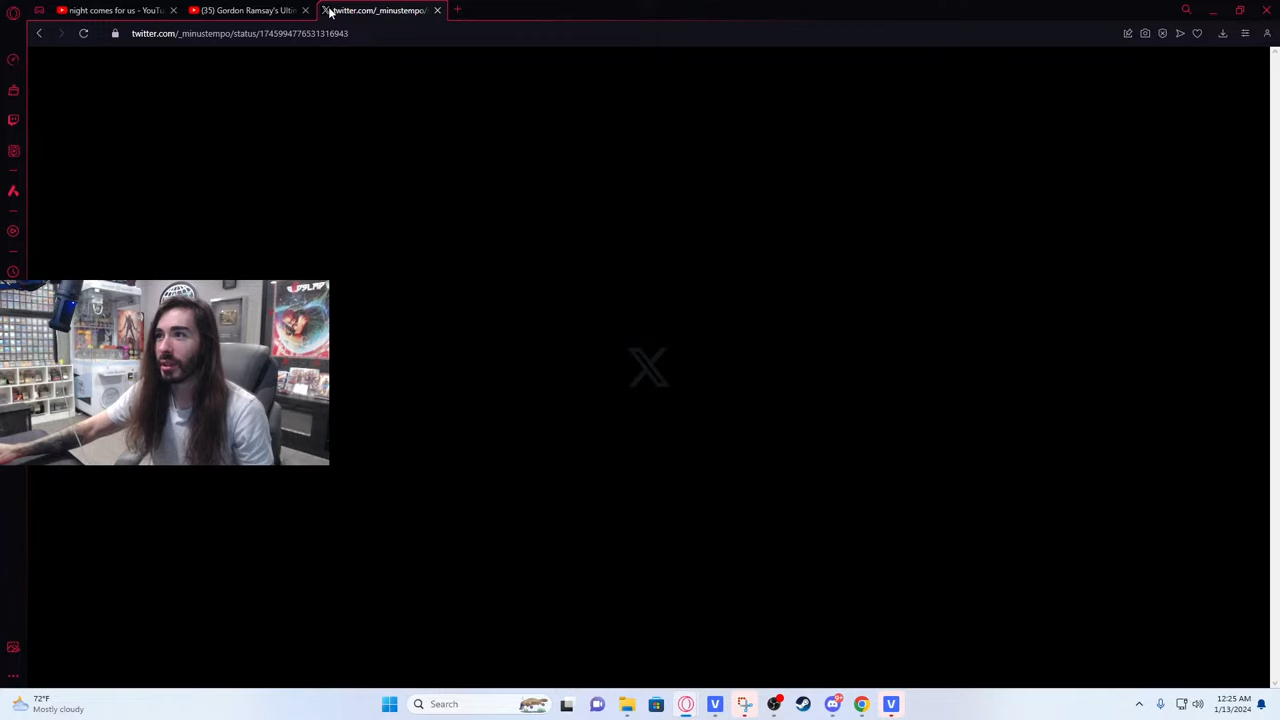 night comes for us - YouTu
(35) Gordon Ramsay's Ultim
twitter.com/_minustempo/
twitter.com/_minustempo/status/1745994776531316943
72°F
Mostly cloudy
Search
12:25 AM
1/13/2024